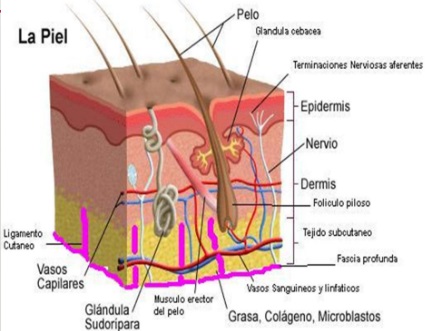 La Piel
Pelo
Glandula cebacea
Terminaciones Nerviosas aferentes
Epidermis
Nervio
Dermis
Foliculo piloso
Tejido subcutaneo
Fascia profunda
Vasos Sanguineos y linfaticos
Grasa, Colágeno, Microblastos
Musculo erector
del pelo
Glándula
Sudorípara
Vasos
Capilares
Ligamento
Cutaneo